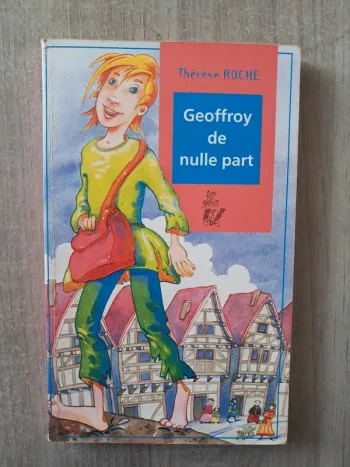 Thérèse ROCHE
Geoffroy
de
nulle part